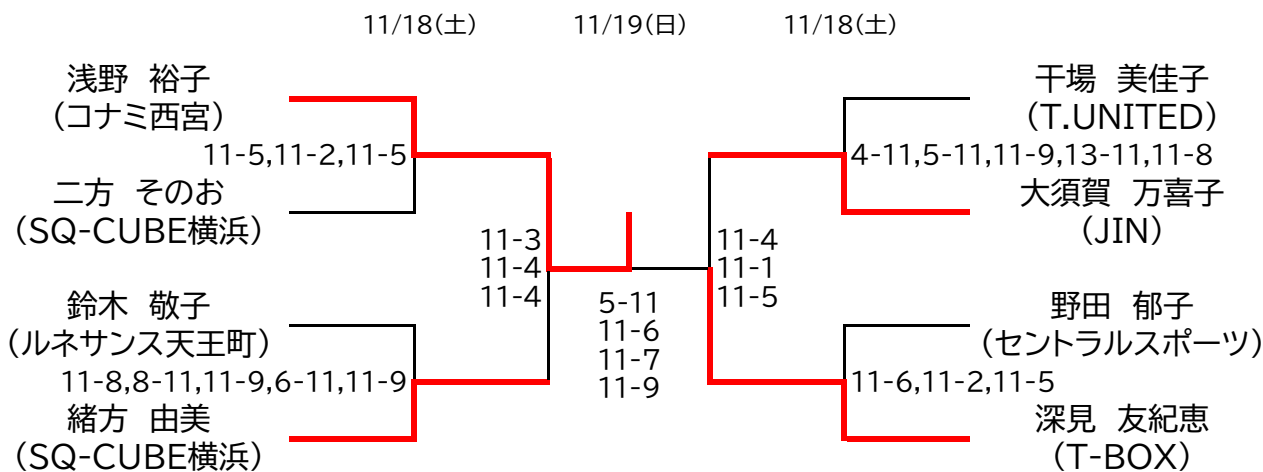 11/18(土) 11/19(日) 11/18(土)
浅野 裕子
(コナミ西宮)
11-5,11-2,11-5
二方 そのお
(SQ-CUBE横浜)
鈴木 敬子
(ルネサンス天王町)
11-8,8-11,11-9,6-11,11-9
緒方 由美
(SQ-CUBE横浜)
11-3
11-4
11-4
5-11
11-6
11-7
11-9
11-4
11-1
11-5
干場 美佳子
(T.UNITED)
4-11,5-11,11-9,13-11,11-8
大須賀 万喜子
(JIN)
野田 郁子
(セントラルスポーツ)
11-6,11-2,11-5
深見 友紀恵
(T-BOX)